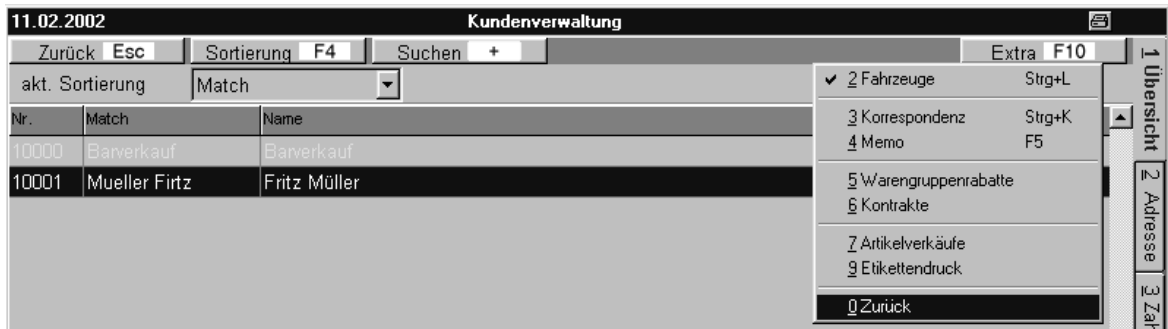 11.02.2002 Kundenverwaltung
Zurück Esc Sortierung F4 Suchen + Extra F10
akt. Sortierung Match
Nr. Match Name
10000 Barverkauf Barverkauf
10001 Mueller Firtz Fritz Müller
2 Fahrzeuge Strg+L
3 Korrespondenz Strg+K
4 Memo F5
5 Warengruppenrabatte
6 Kontrakte
7 Artikelverkäufe
9 Etikettendruck
0 Zurück
1 Übersicht
2 Adresse